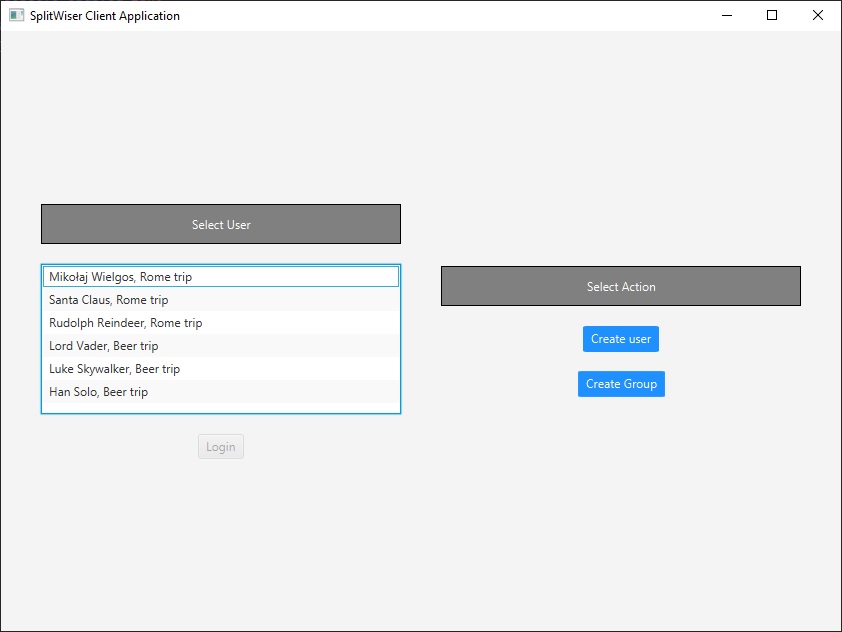 SplitWiser Client Application
Select User
Mikołaj Wielgos, Rome trip
Santa Claus, Rome trip
Rudolph Reindeer, Rome trip
Lord Vader, Beer trip
Luke Skywalker, Beer trip
Han Solo, Beer trip
Login
Select Action
Create user
Create Group